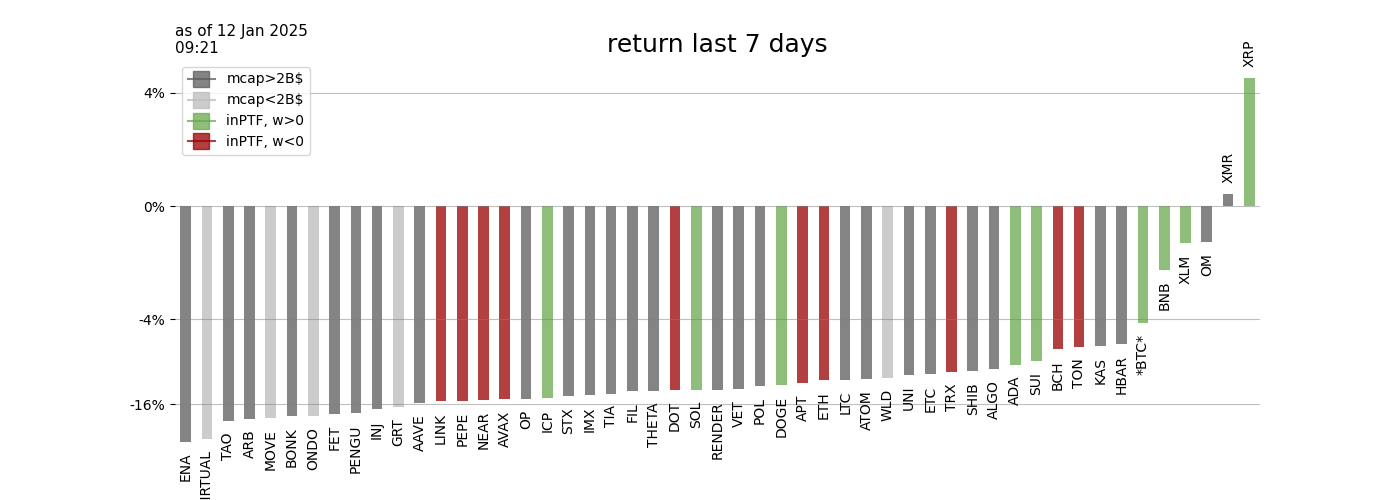 as of 12 Jan 2025
09:21
return last 7 days
mcap>2B$
mcap<2B$
inPTF, w>0
inPTF, w<0
4%
0%
-4%
-16%
ENA
IRTUAL
TAO
ARB
MOVE
BONK
ONDO
FET
PENGU
INJ
GRT
AAVE
LINK
PEPE
NEAR
AVAX
OP
ICP
STX
IMX
TIA
FIL
THETA
DOT
SOL
RENDER
VET
POL
DOGE
APT
ETH
LTC
ATOM
WLD
UNI
ETC
TRX
SHIB
ALGO
ADA
SUI
BCH
TON
KAS
HBAR
*BTC*
BNB
XLM
OM
XMR
XRP